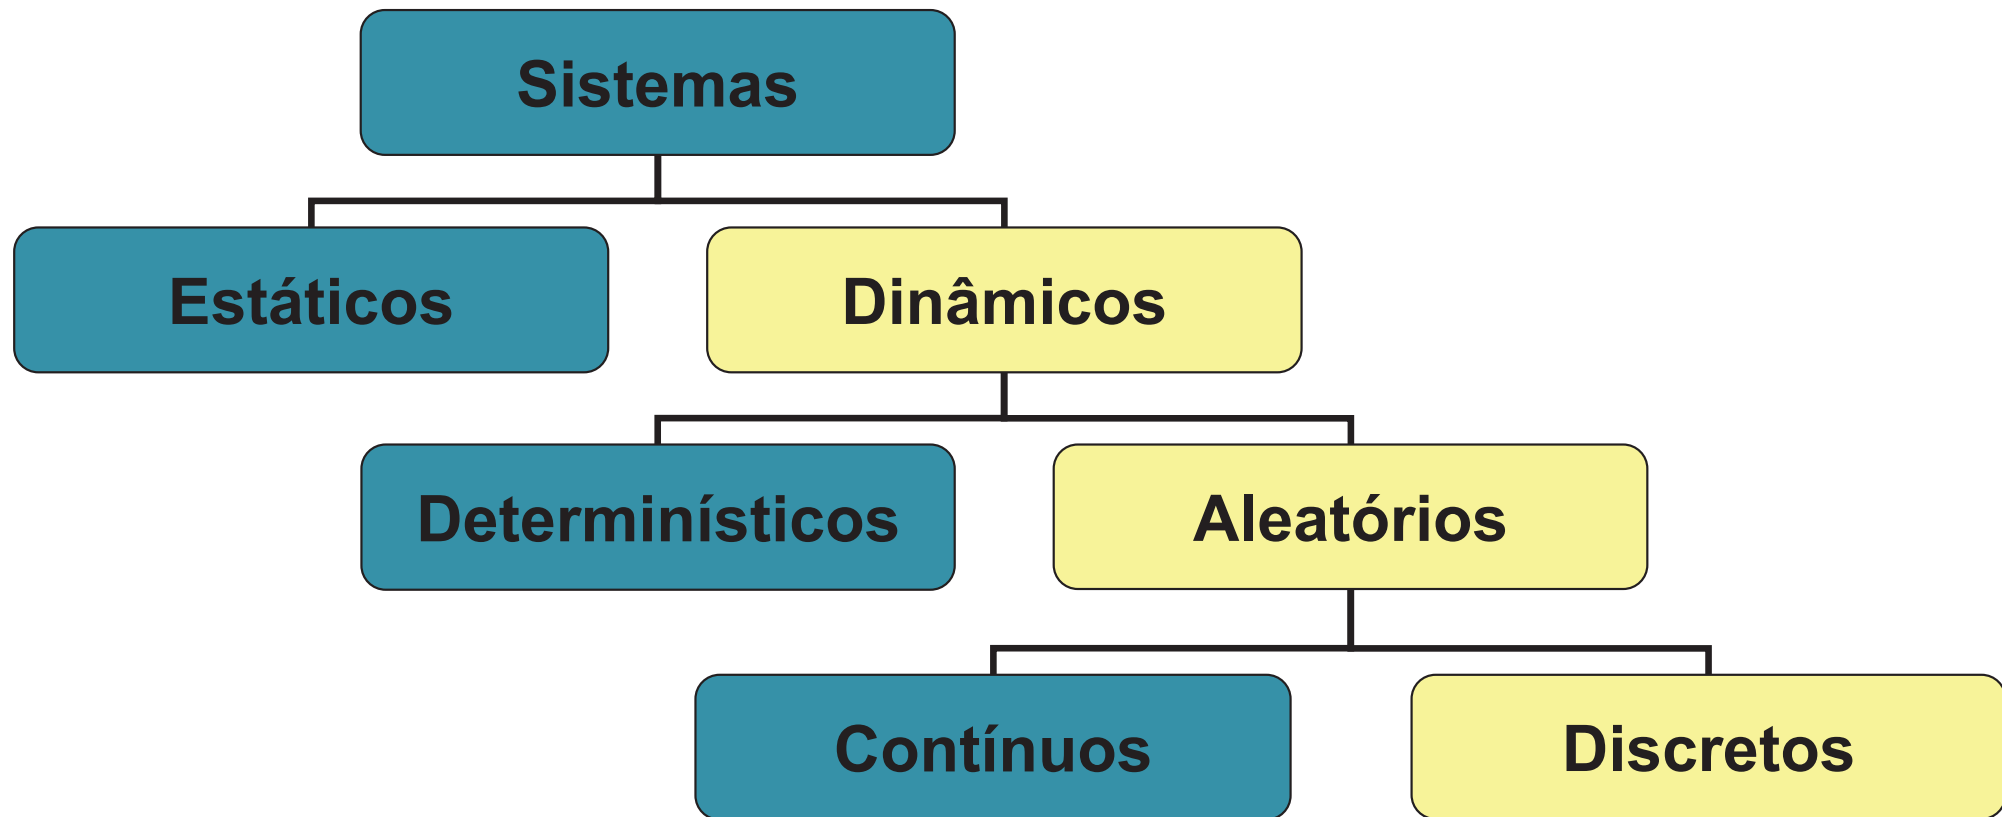 Sistemas
Estáticos
Dinâmicos
Determinísticos
Aleatórios
Contínuos
Discretos